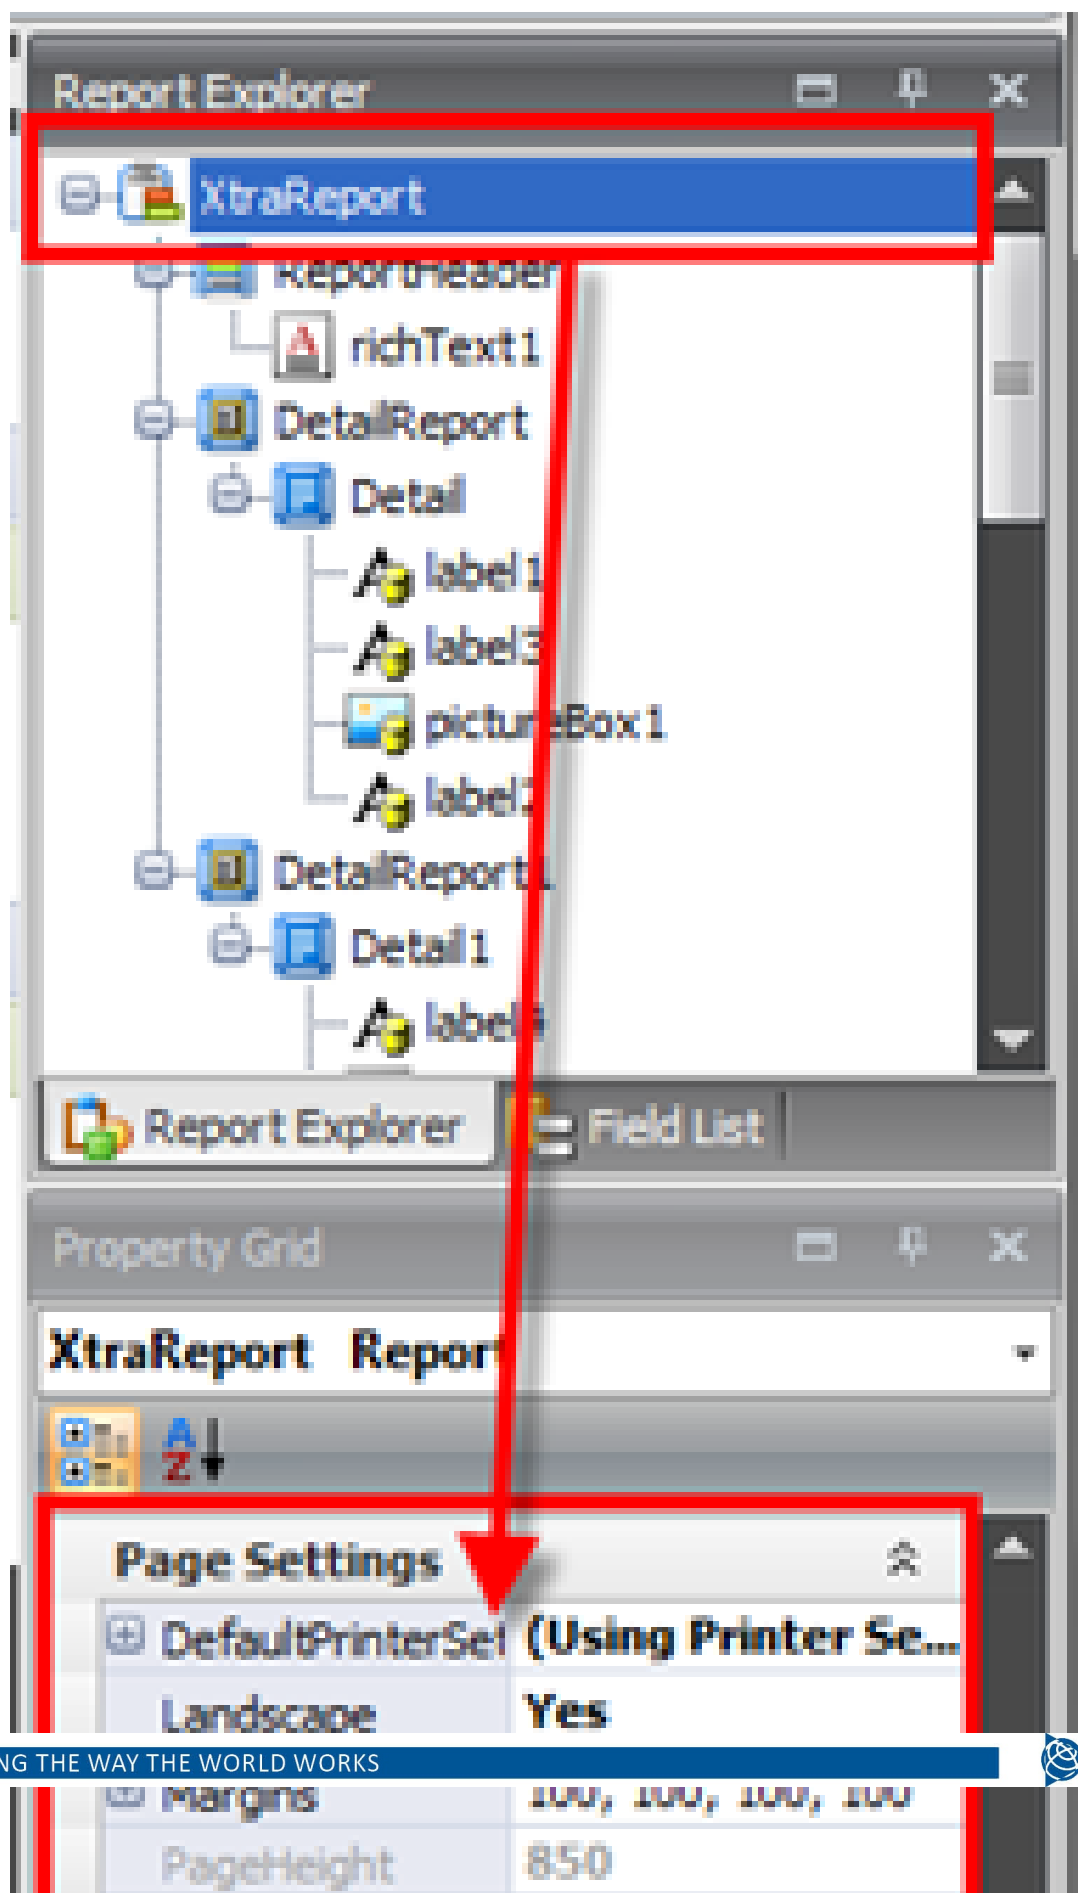 Report Explorer
XtraReport
ReportHeader
richText1
DetailReport
Detail
label1
label3
pictureBox1
label2
DetailReport1
Detail1
label4
Report Explorer
Field List
Property Grid
XtraReport Report
Page Settings
DefaultPrinterSet (Using Printer Se...
Landscape Yes
NG THE WAY THE WORLD WORKS
Margins 100, 100, 100, 100
PageHeight 850